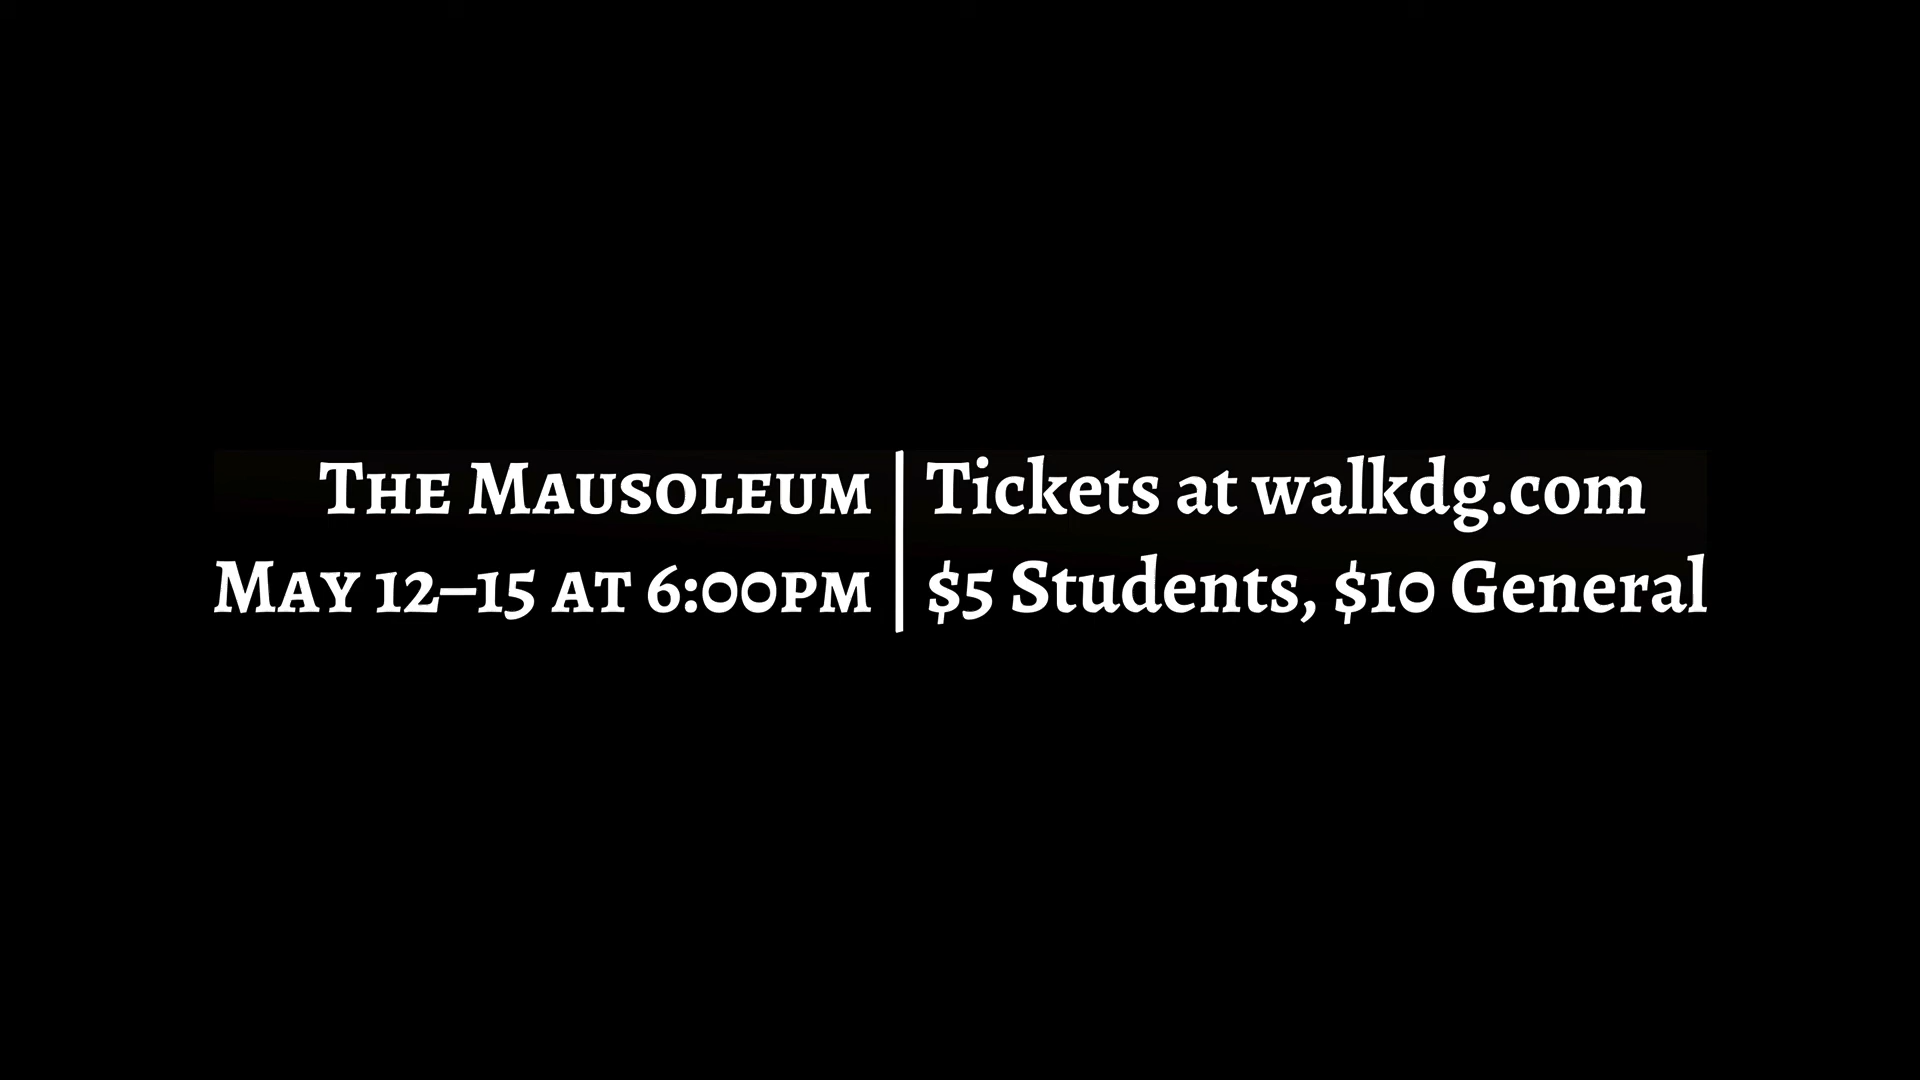 The Mausoleum
May 12–15 at 6:00pm
Tickets at walkdg.com
$5 Students, $10 General